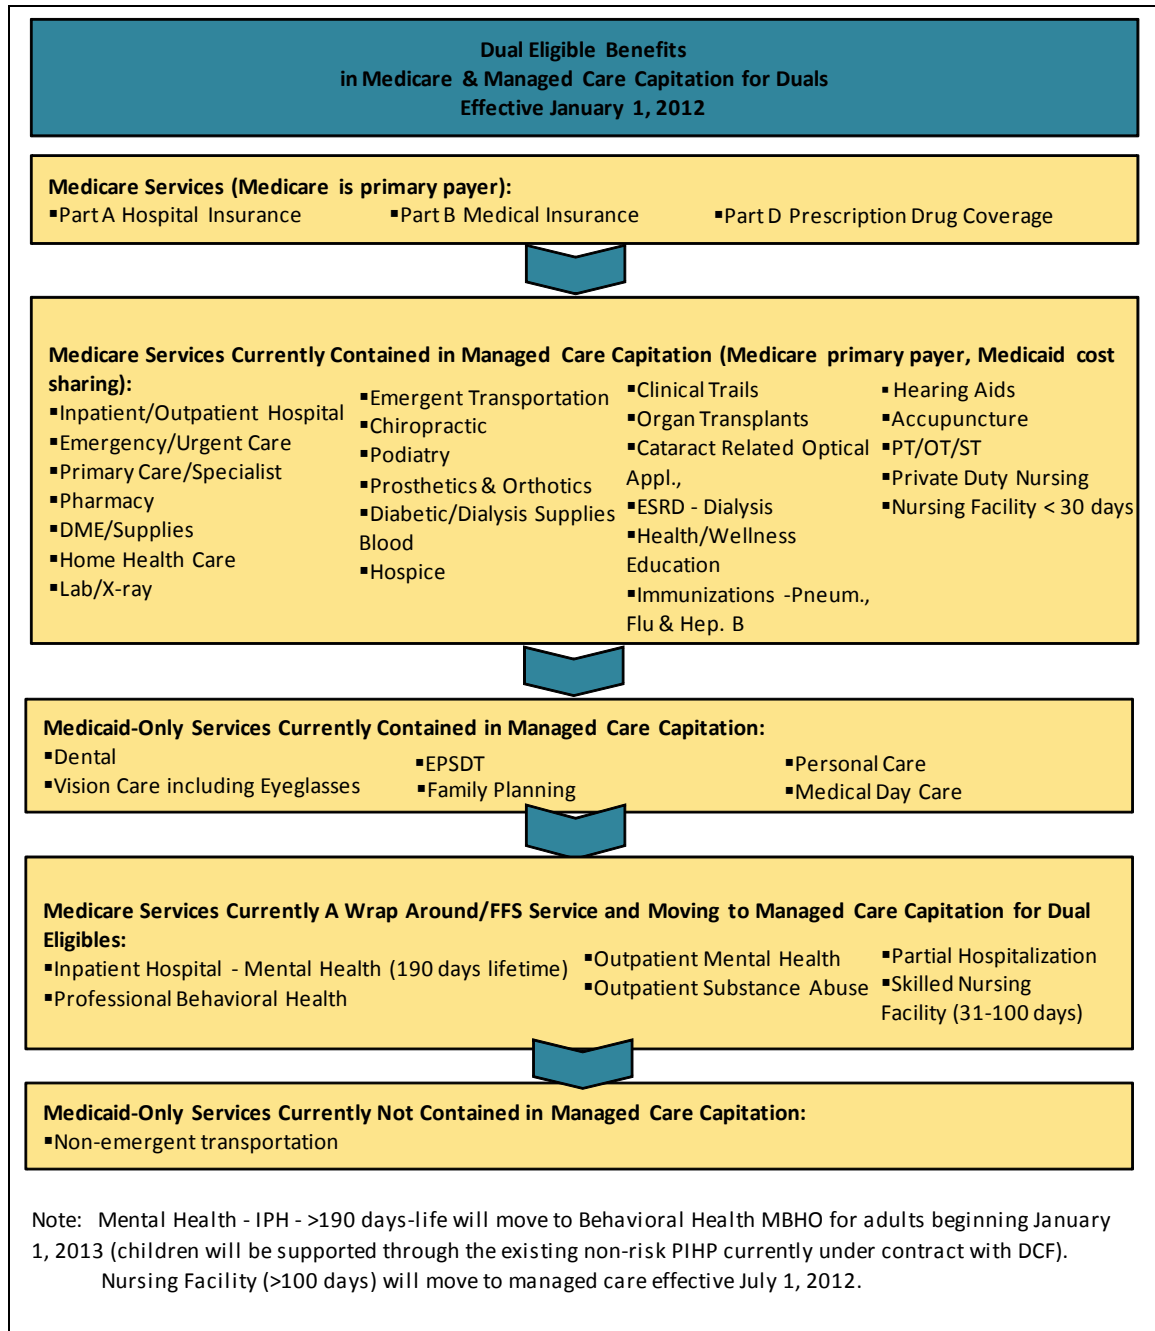 Dual Eligible Benefits
in Medicare & Managed Care Capitation for Duals
Effective January 1, 2012
Medicare Services (Medicare is primary payer):
▪Part A Hospital Insurance
▪Part B Medical Insurance
▪Part D Prescription Drug Coverage
Medicare Services Currently Contained in Managed Care Capitation (Medicare primary payer, Medicaid cost
sharing):
▪Inpatient/Outpatient Hospital
▪Emergency/Urgent Care
▪Primary Care/Specialist
▪Pharmacy
▪DME/Supplies
▪Home Health Care
▪Lab/X-ray
▪Emergent Transportation
▪Chiropractic
▪Podiatry
▪Prosthetics & Orthotics
▪Diabetic/Dialysis Supplies
Blood
▪Hospice
▪Clinical Trails
▪Organ Transplants
▪Cataract Related Optical
Appl.,
▪ESRD - Dialysis
▪Health/Wellness
Education
▪Immunizations -Pneum.,
Flu & Hep. B
▪ Hearing Aids
▪Accupuncture
▪PT/OT/ST
▪Private Duty Nursing
▪Nursing Facility < 30 days
Medicaid-Only Services Currently Contained in Managed Care Capitation:
▪Dental
▪Vision Care including Eyeglasses
▪EPSDT
▪Family Planning
▪Personal Care
▪Medical Day Care
Medicare Services Currently A Wrap Around/FFS Service and Moving to Managed Care Capitation for Dual
Eligibles:
▪Inpatient Hospital - Mental Health (190 days lifetime)
▪Professional Behavioral Health
▪Outpatient Mental Health
▪Outpatient Substance Abuse
▪Partial Hospitalization
▪Skilled Nursing
Facility (31-100 days)
Medicaid-Only Services Currently Not Contained in Managed Care Capitation:
▪Non-emergent transportation
Note: Mental Health - IPH - >190 days-life will move to Behavioral Health MBHO for adults beginning January
1, 2013 (children will be supported through the existing non-risk PIHP currently under contract with DCF).
Nursing Facility (>100 days) will move to managed care effective July 1, 2012.